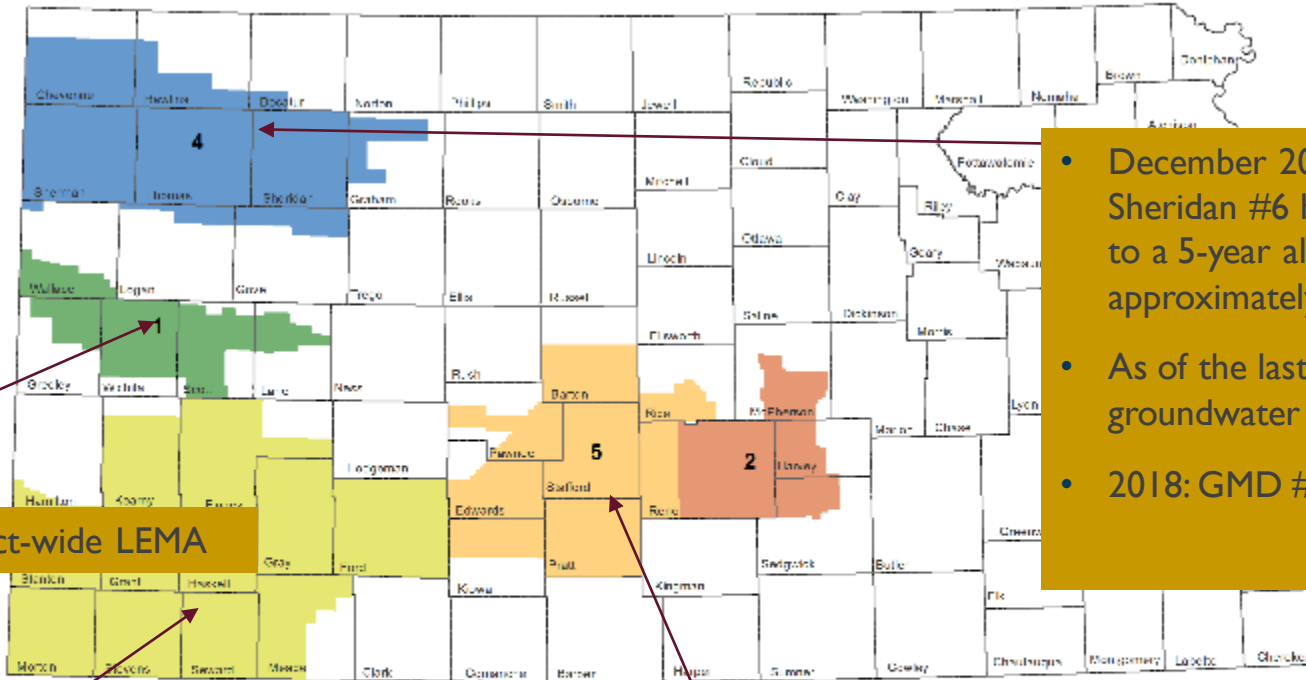 Cheyenne
Decatur
Norton
Phillips
Smith
Jewell
Republic
Washington
Marshall
Nemaha
Brown
Doniphan
4
Sherman
Thomas
Sheridan
Graham
Rooks
Osborne
Mitchell
Cloud
Clay
Riley
Pottawatomie
Wallace
Logan
Gove
Trego
Ellis
Russell
Lincoln
Ottawa
Saline
Dickinson
Geary
Morris
1
Greeley
Wichita
Lane
Ness
Rush
Barton
Ellsworth
Rice
McPherson
Marion
Chase
Lyon
Hamilton
Kearny
Hodgeman
Pawnee
Stafford
5
Edwards
Reno
2
Harvey
ct-wide LEMA
Stanton
Grant
Haskell
Gray
Ford
Kiowa
Pratt
Kingman
Sedgwick
Butler
Elk
Morton
Stevens
Seward
Meade
Clark
Comanche
Barber
Harper
Sumner
Cowley
Chautauqua
Montgomery
Labette
• December 20
Sheridan #6
to a 5-year al
approximately
• As of the last
groundwater
• 2018: GMD #